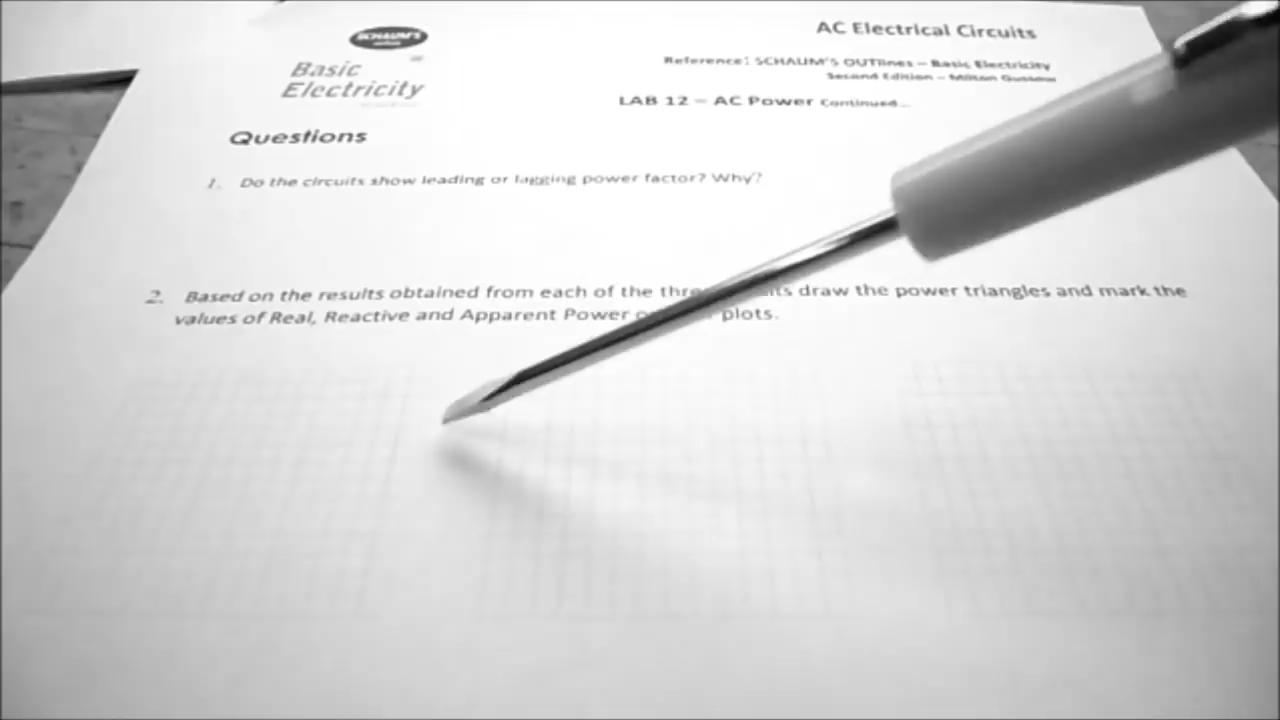 SCHAUM'S
Basic
Electricity
AC Electrical Circuits
Reference: SCHAUM'S OUTlines – Basic Electricity
Second Edition – Milton Gussow
LAB 12 – AC Power Continued...
Questions
1. Do the circuits show leading or lagging power factor? Why?
2. Based on the results obtained from each of the draw the power triangles and mark the
values of Real, Reactive and Apparent Power plots.